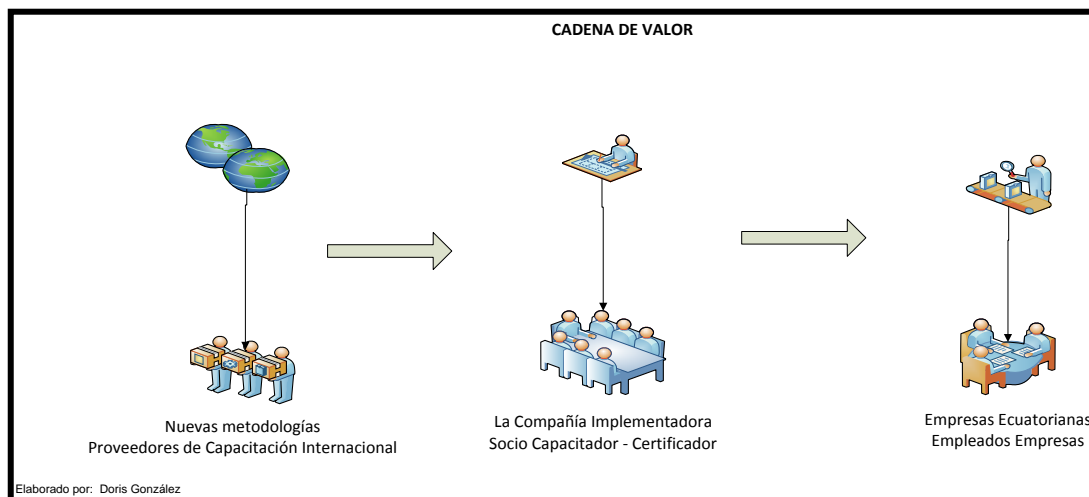 CADENA DE VALOR
Nuevas metodologías
Proveedores de Capacitación Internacional
La Compañía Implementadora
Socio Capacitador - Certificador
Empresas Ecuatorianas
Empleados Empresas
Elaborado por: Doris González